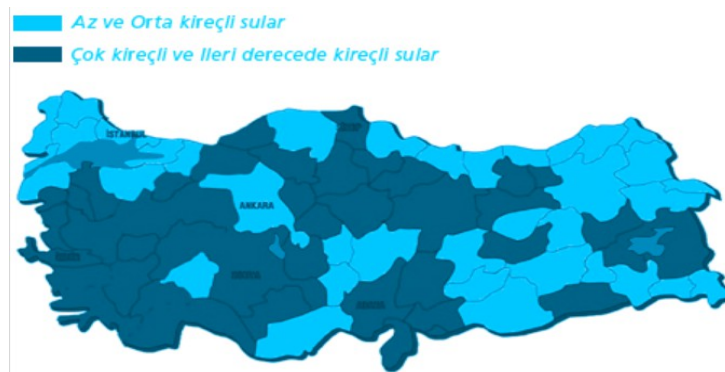 Az ve Orta kireçli sular
Çok kireçli ve Ileri derecede kireçli sular
İSTANBUL
ANKARA